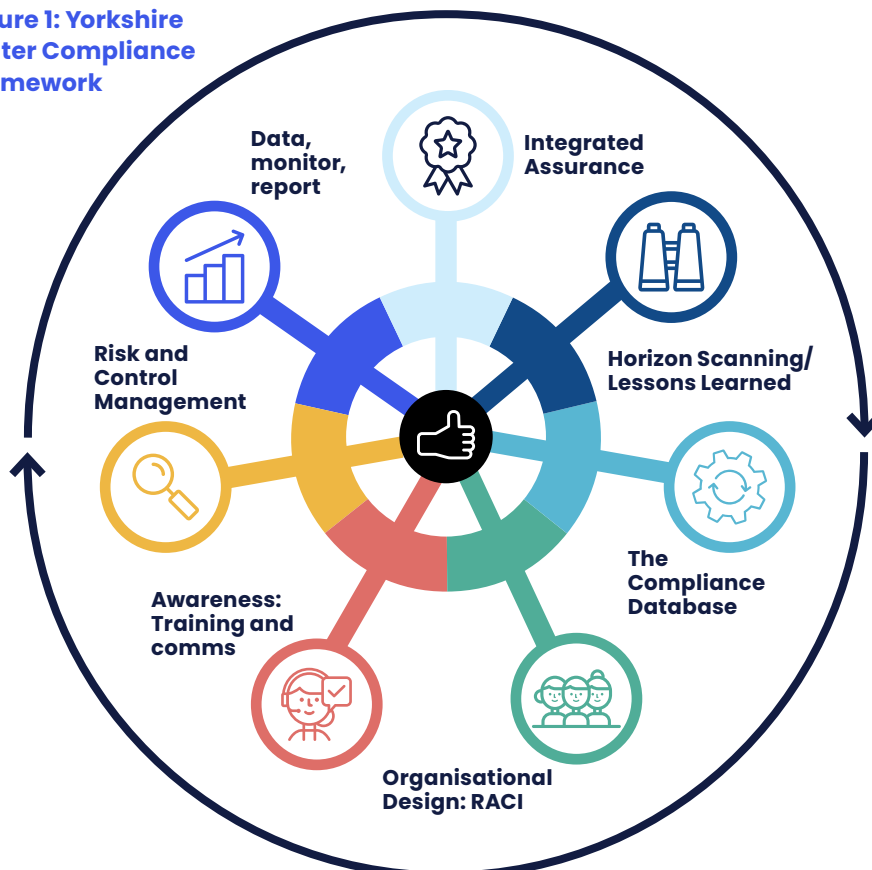 ure 1: Yorkshire
ter Compliance
mework
Data,
monitor,
report
Integrated
Assurance
Horizon Scanning/
Lessons Learned
Risk and
Control
Management
The
Compliance
Database
Awareness:
Training and
comms
Organisational
Design: RACI